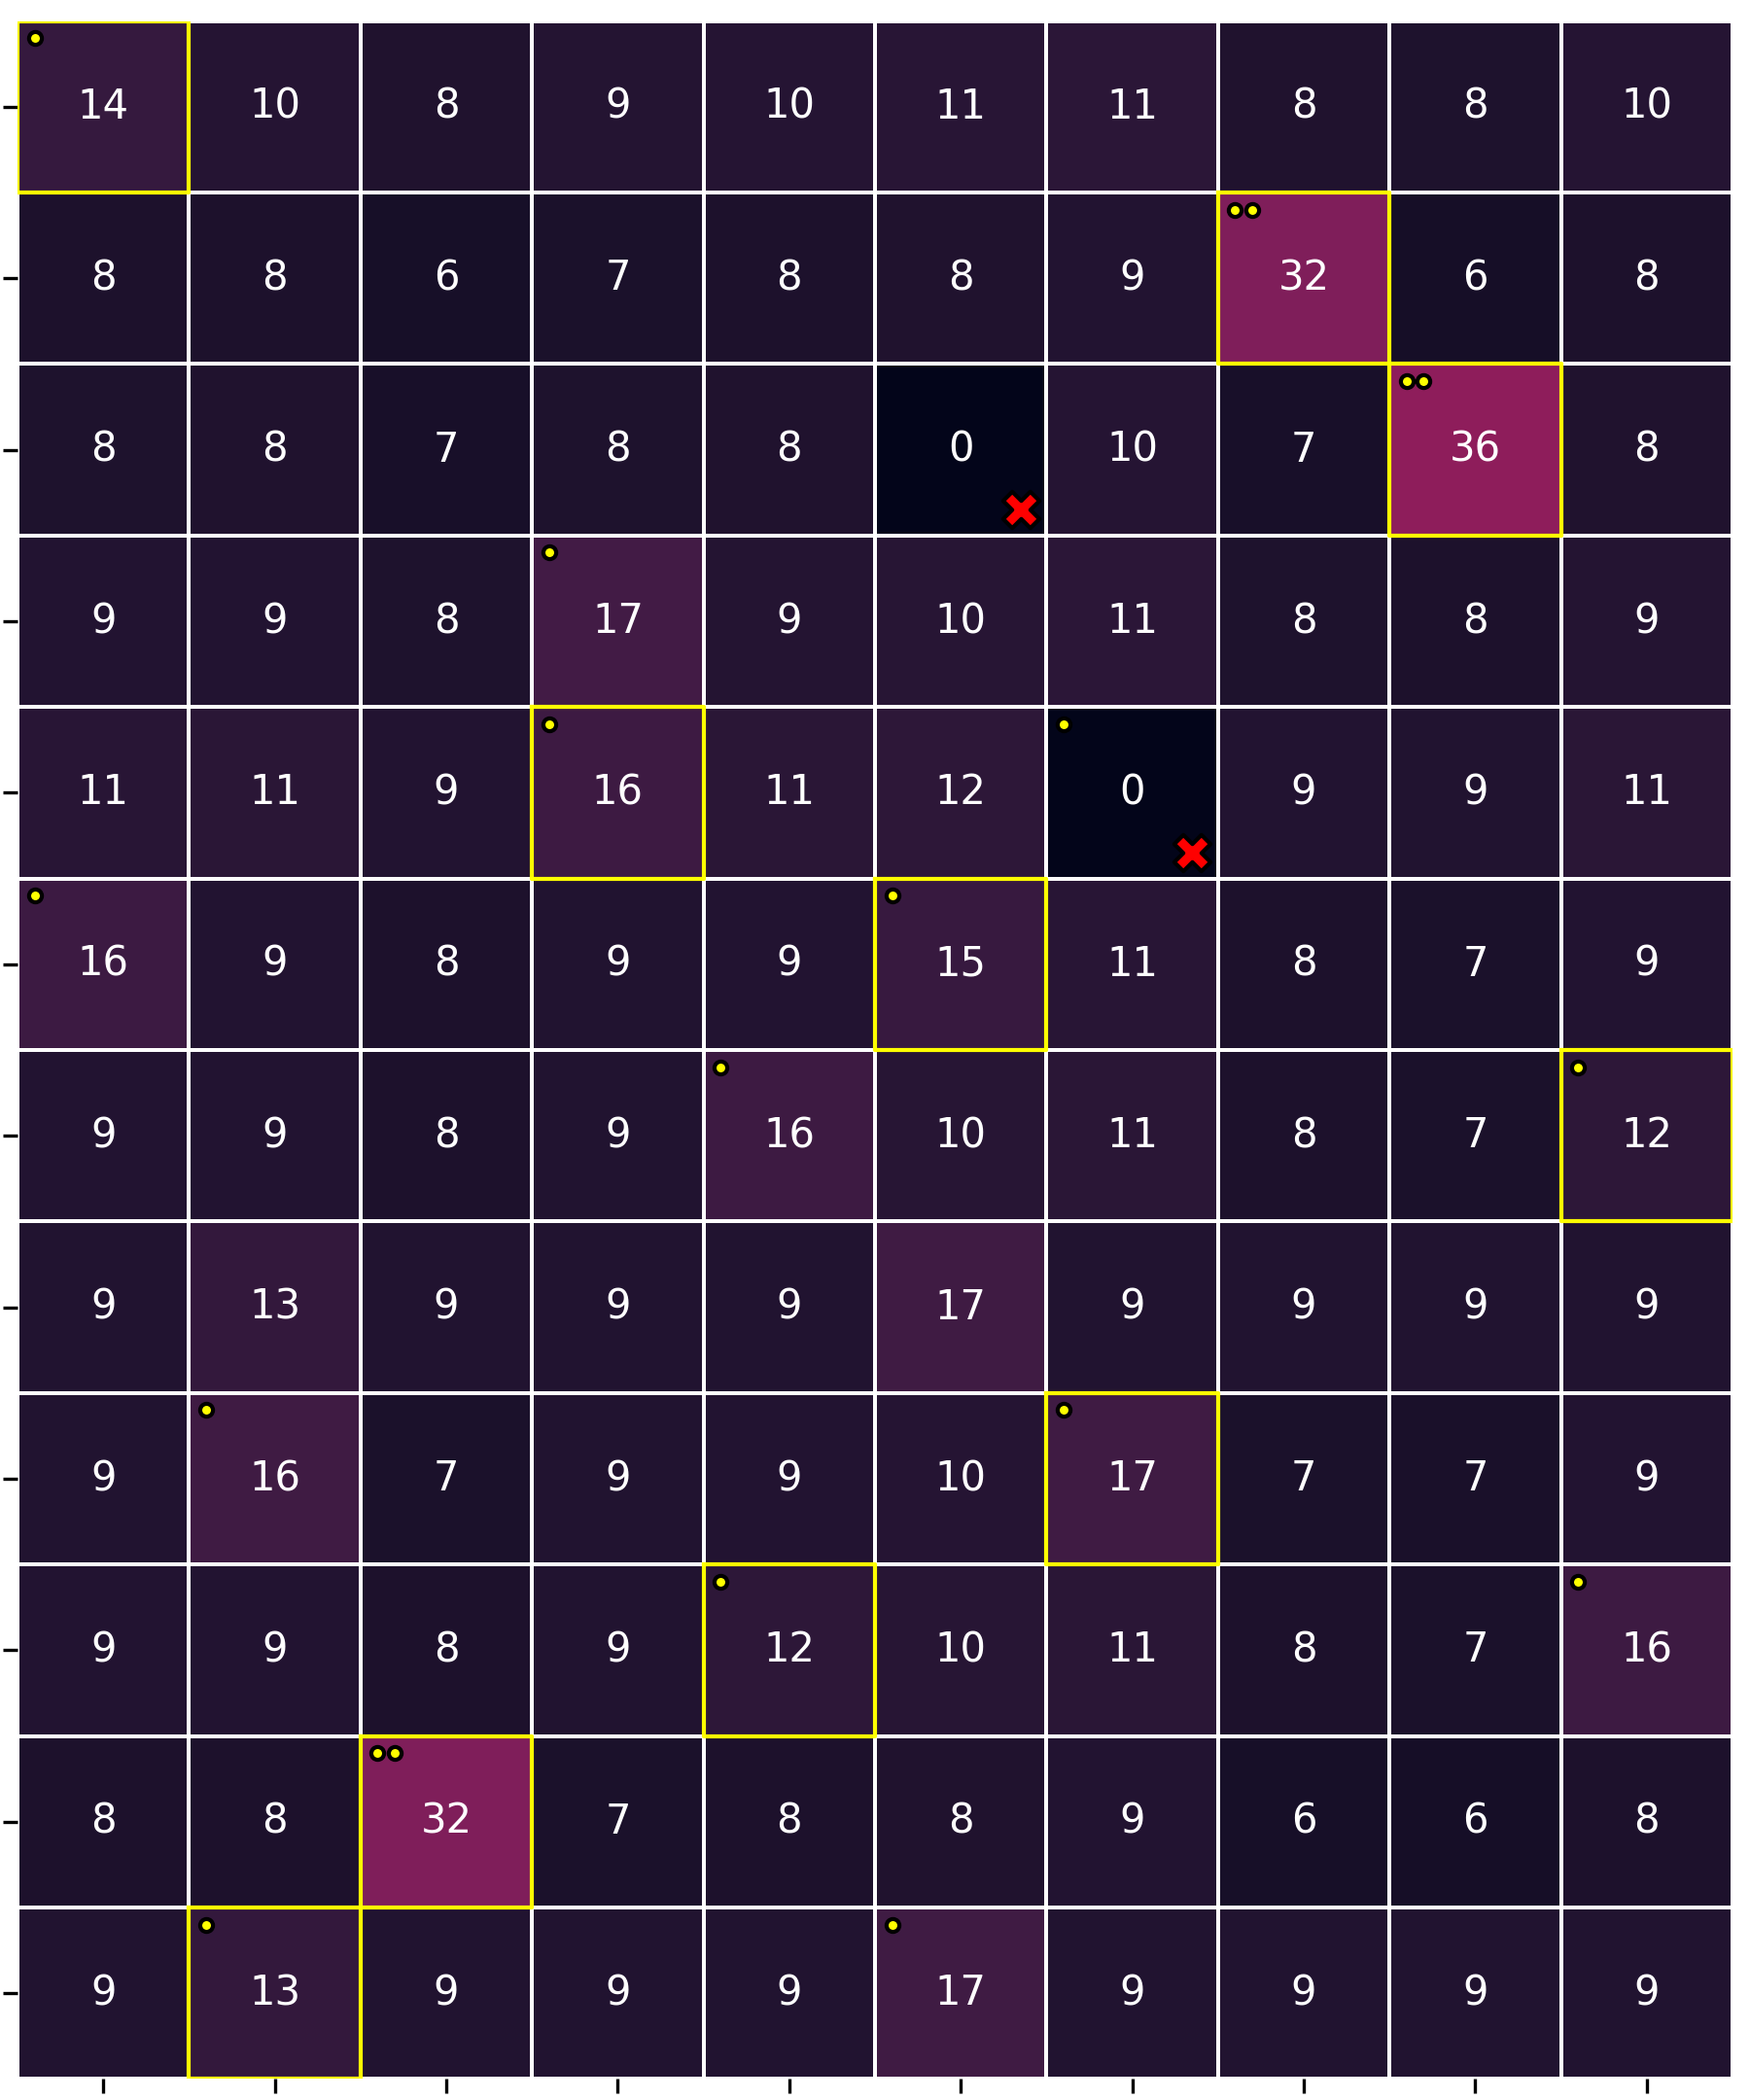 14 10 8 9 10 11 11 8 8 10
8 8 6 7 8 8 9 32 6 8
8 8 7 8 8 0 10 7 36 8
9 9 8 17 9 10 11 8 8 9
11 11 9 16 11 12 0 9 9 11
16 9 8 9 9 15 11 8 7 9
9 9 8 9 16 10 11 8 7 12
9 13 9 9 9 17 9 9 9 9
9 16 7 9 9 10 17 7 7 9
9 9 8 9 12 10 11 8 7 16
8 8 32 7 8 8 9 6 6 8
9 13 9 9 9 17 9 9 9 9